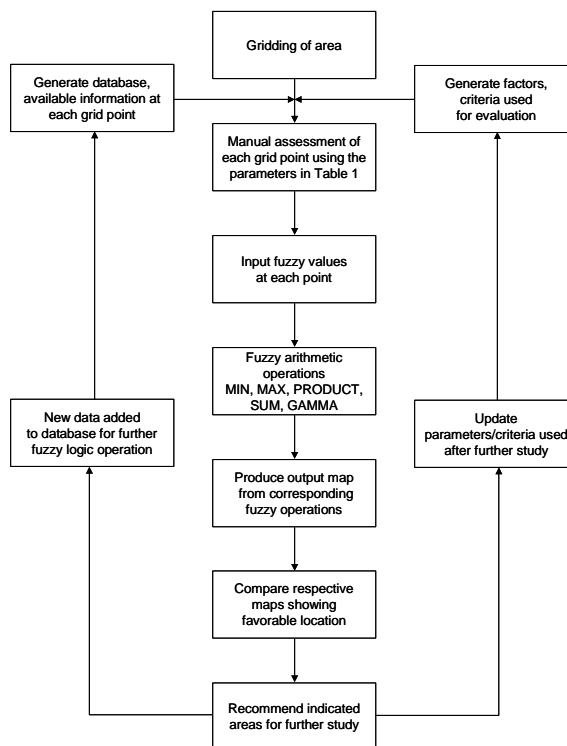 Gridding of area
Generate database,
available information at
each grid point
Generate factors,
criteria used
for evaluation
Manual assessment of
each grid point using the
parameters in Table 1
Input fuzzy values
at each point
Fuzzy arithmetic
operations
MIN, MAX, PRODUCT,
SUM, GAMMA
New data added
to database for further
fuzzy logic operation
Update
parameters/criteria used
after further study
Produce output map
from corresponding
fuzzy operations
Compare respective
maps showing
favorable location
Recommend indicated
areas for further study